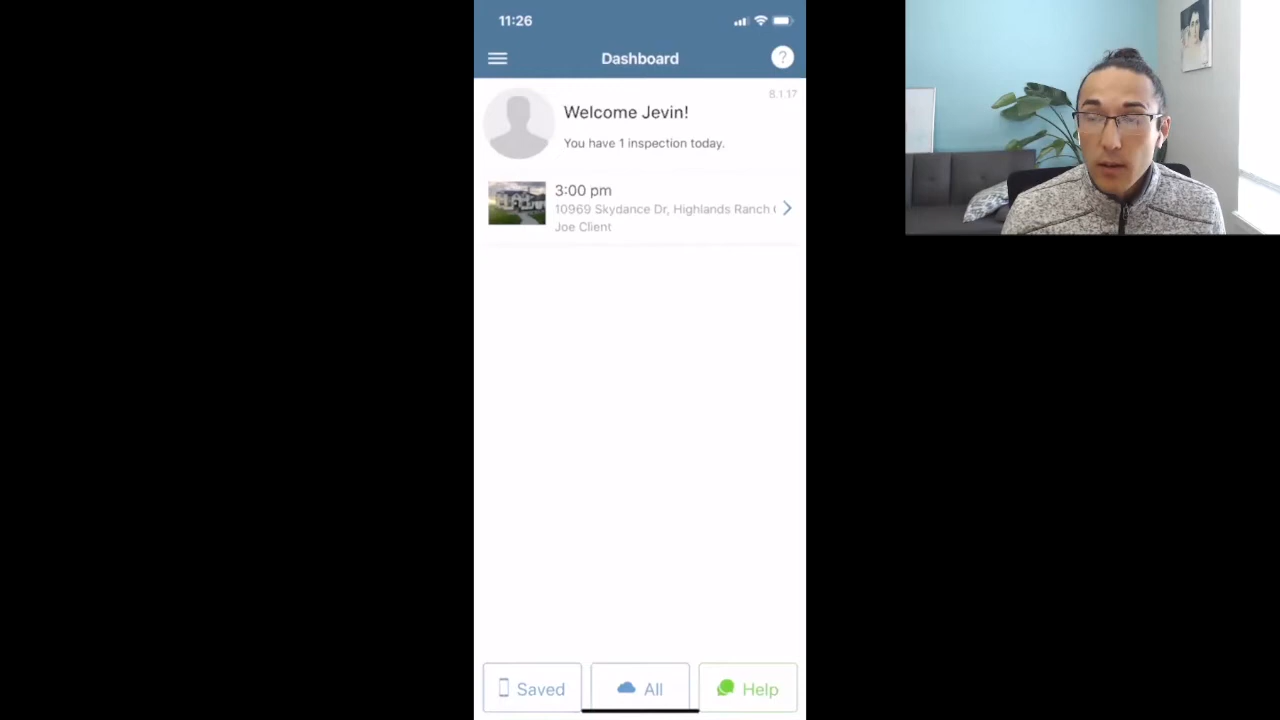 11:26
Dashboard
?
8.1.17
Welcome Jevin!
You have 1 inspection today.
3:00 pm
10969 Skydance Dr, Highlands Ranch
Joe Client
Saved
All
Help